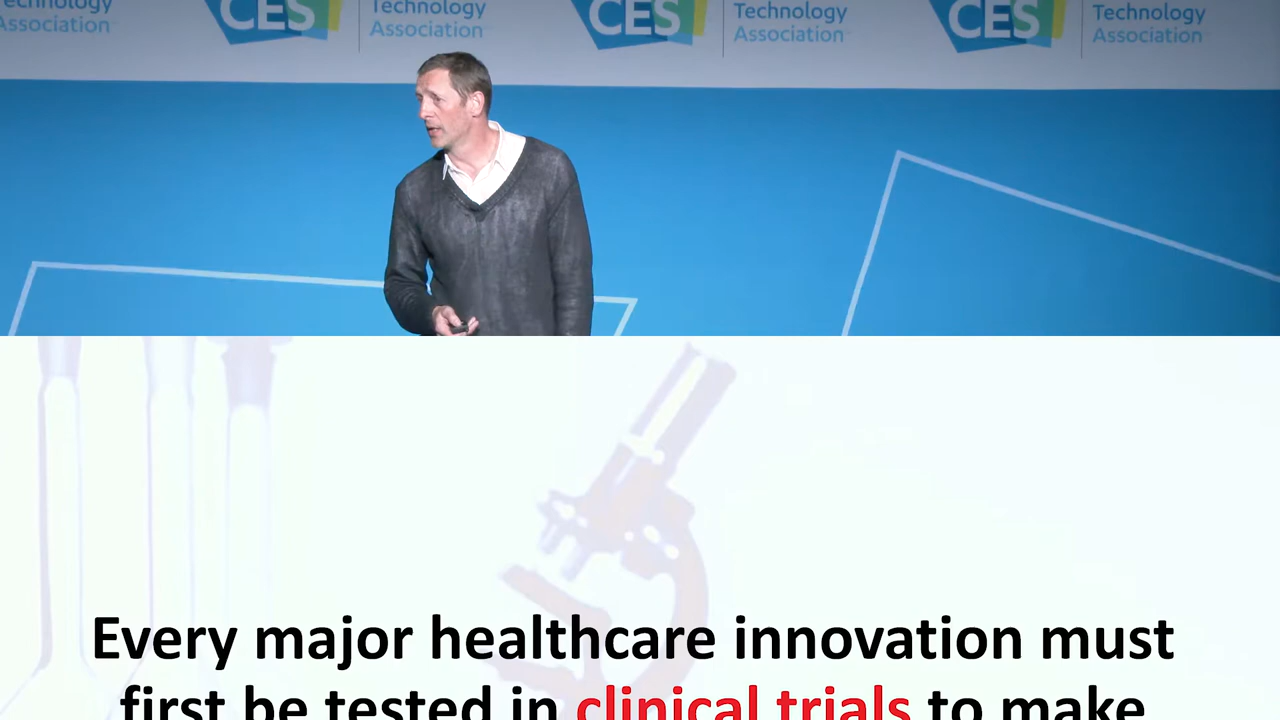 echnology
Association
CES
Technology
Association
CES
Technology
Association
CES
Technology
Association
Every major healthcare innovation must
first be tested in clinical trials to make